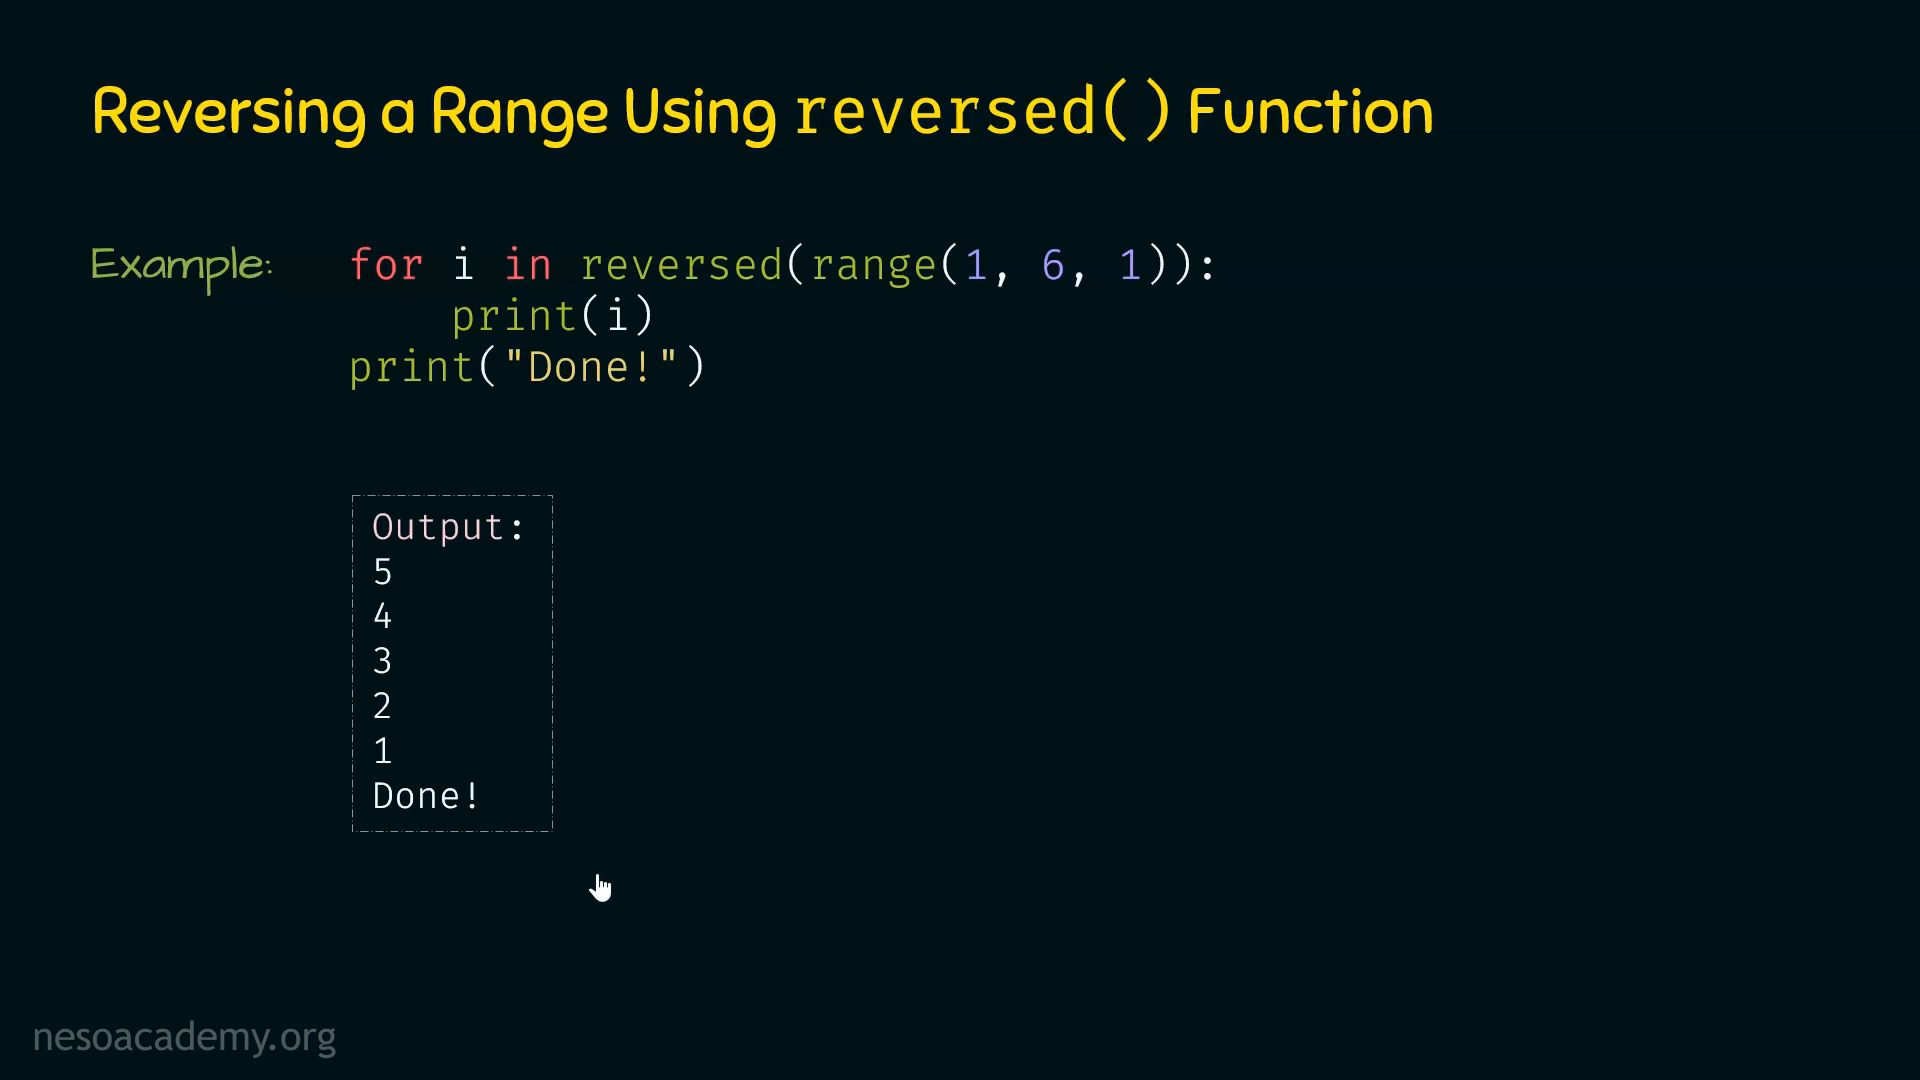 Reversing a Range Using reversed() Function
Example: for i in reversed(range(1, 6, 1)):
    print(i)
print("Done!")
Output:
5
4
3
2
1
Done!
nesoacademy.org